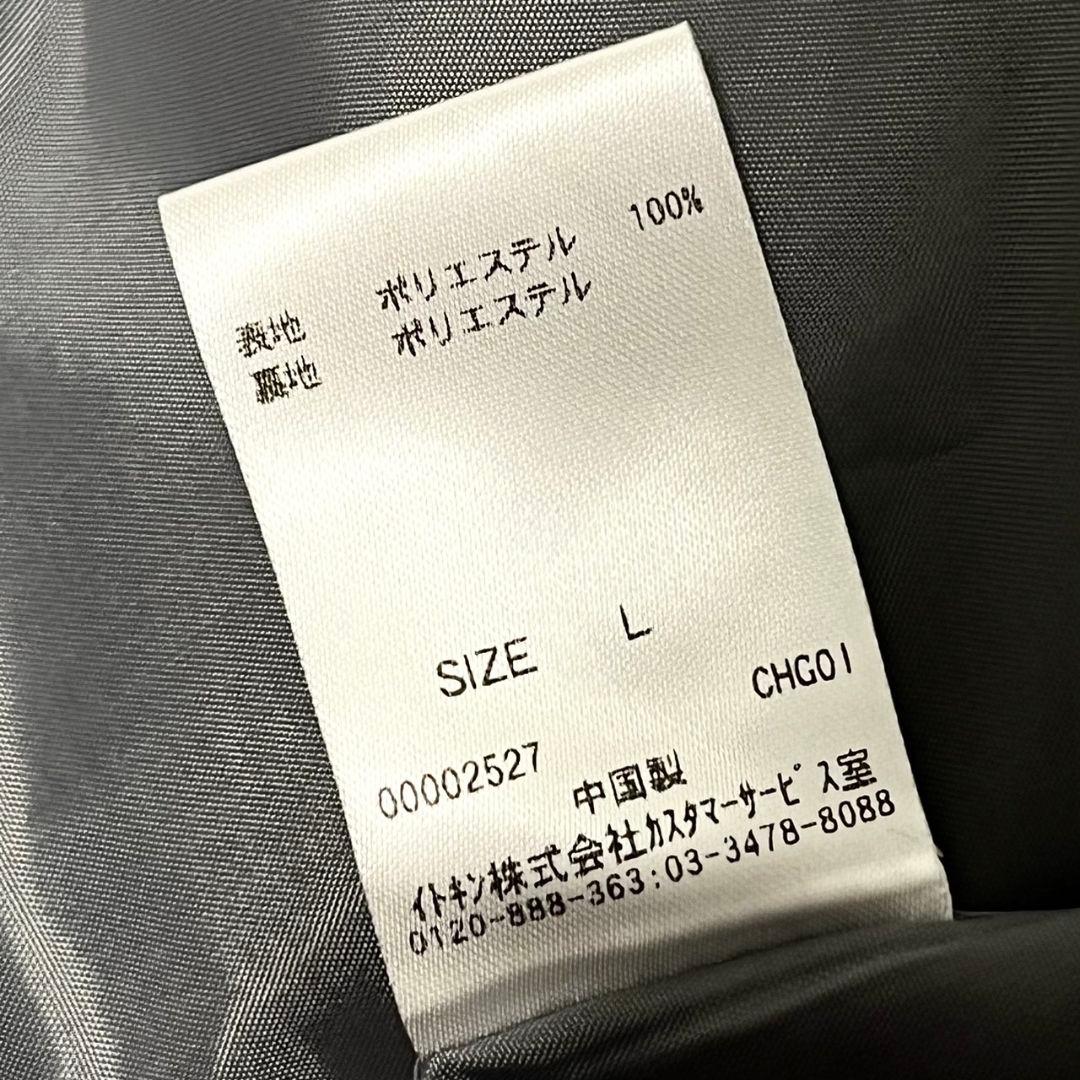 表地 ポリエステル 100%
裏地 ポリエステル
SIZE L
CHG01
00002527 中国製
イトキン株式会社カスタマーサービス室
0120-888-363:03-3478-8088